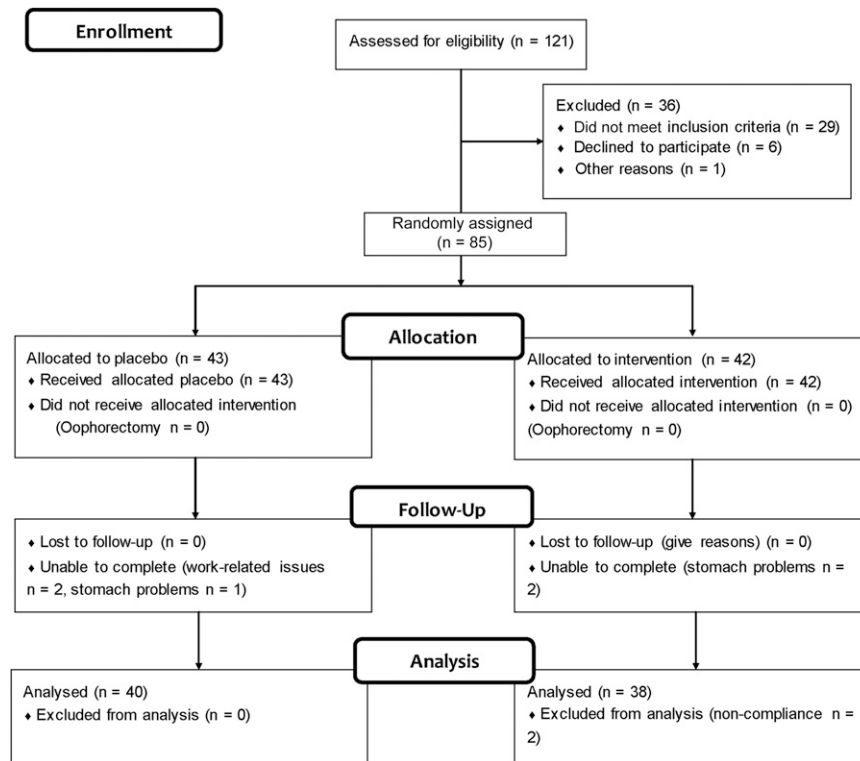 Enrollment
Assessed for eligibility (n = 121)
Excluded (n = 36)
♦ Did not meet inclusion criteria (n = 29)
♦ Declined to participate (n = 6)
♦ Other reasons (n = 1)
Randomly assigned
(n = 85)
Allocation
Allocated to placebo (n = 43)
♦ Received allocated placebo (n = 43)
♦ Did not receive allocated intervention
(Oophorectomy n = 0)
Allocated to intervention (n = 42)
♦ Received allocated intervention (n = 42)
♦ Did not receive allocated intervention (n = 0)
(Oophorectomy n = 0)
Follow-Up
♦ Lost to follow-up (n = 0)
♦ Unable to complete (work-related issues
n = 2, stomach problems n = 1)
♦ Lost to follow-up (give reasons) (n = 0)
♦ Unable to complete (stomach problems n =
2)
Analysis
Analysed (n = 40)
♦ Excluded from analysis (n = 0)
Analysed (n = 38)
♦ Excluded from analysis (non-compliance n =
2)